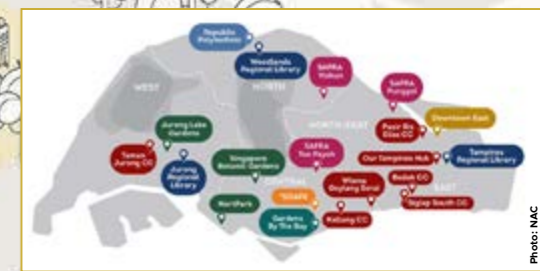 Republic
Polytechnic
Woodlands
Regional Library
SAFRA
Yishun
SAFRA
Punggol
WEST
NORTH
NORTH-EAST
Downtown East
Pasir Ris
Elias CC
Jurong Lake
Gardens
Taman
Jurong CC
Jurong
Regional
Library
Singapore
Botanic Gardens
SAFRA
Toa Payoh
Our Tampines Hub
Tampines
Regional Library
Bedok CC
EAST
Siglap South CC
Wisma
Geylang Serai
Kallang CC
HortPark
Gardens
By The Bay
Photo: NAC